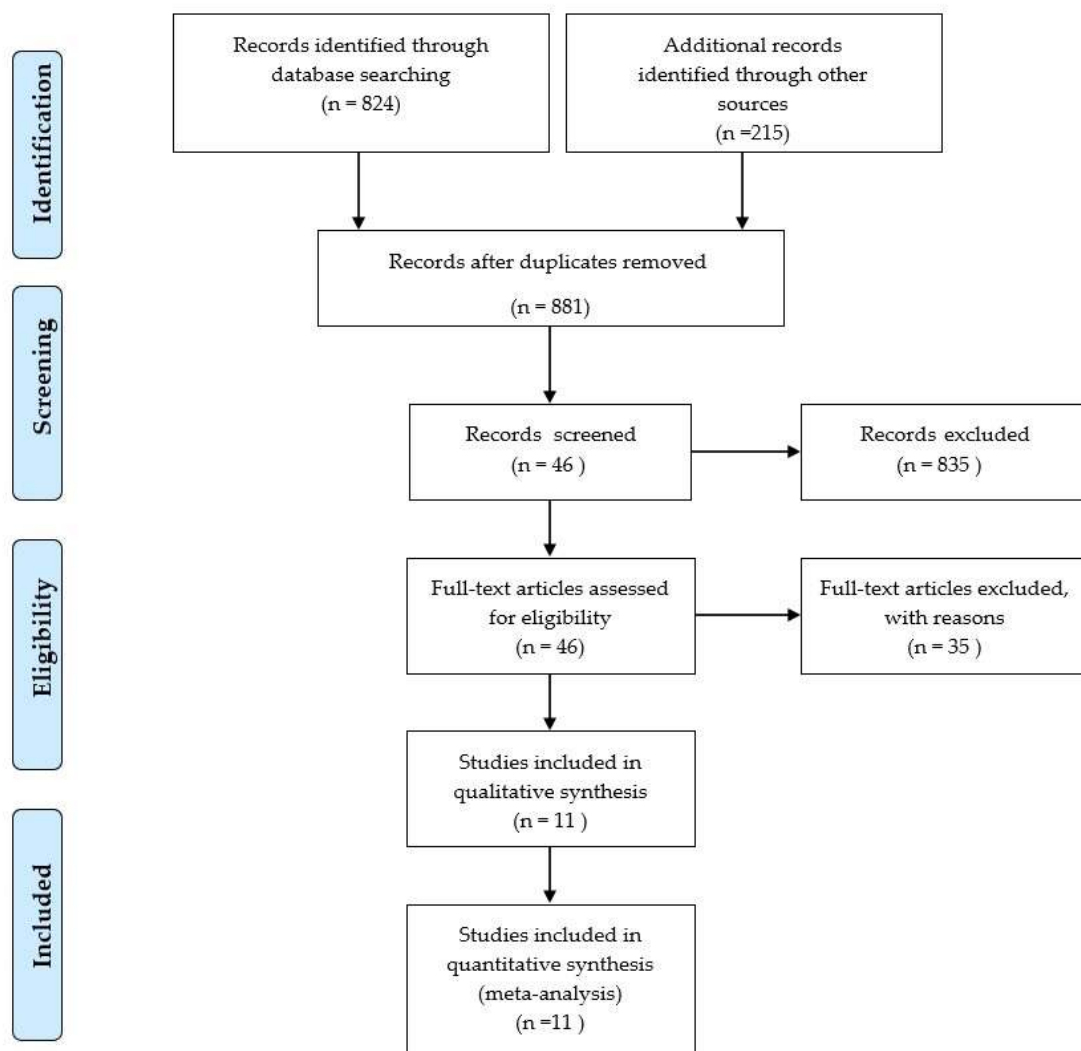 Identification
Records identified through
database searching
(n = 824)
Additional records
identified through other
sources
(n =215)
Records after duplicates removed
(n = 881)
Screening
Records screened
(n = 46 )
Records excluded
(n = 835 )
Eligibility
Full-text articles assessed
for eligibility
(n = 46)
Full-text articles excluded,
with reasons
(n = 35 )
Studies included in
qualitative synthesis
(n = 11 )
Included
Studies included in
quantitative synthesis
(meta-analysis)
(n =11 )